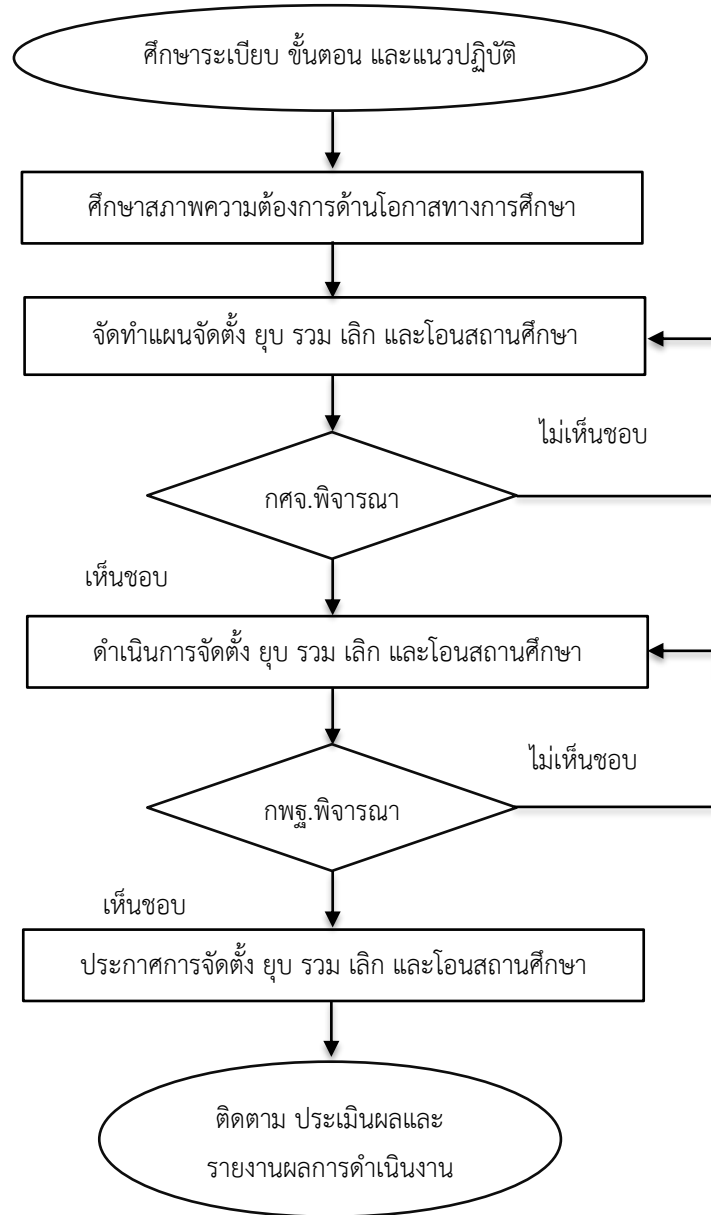 ศึกษาระเบียบ ขั้นตอน และแนวปฏิบัติ
ศึกษาสภาพความต้องการด้านโอกาสทางการศึกษา
จัดทำแผนจัดตั้ง ยุบ รวม เลิก และโอนสถานศึกษา
ไม่เห็นชอบ
กศจ.พิจารณา
เห็นชอบ
ดำเนินการจัดตั้ง ยุบ รวม เลิก และโอนสถานศึกษา
ไม่เห็นชอบ
กพฐ.พิจารณา
เห็นชอบ
ประกาศการจัดตั้ง ยุบ รวม เลิก และโอนสถานศึกษา
ติดตาม ประเมินผลและ
รายงานผลการดำเนินงาน